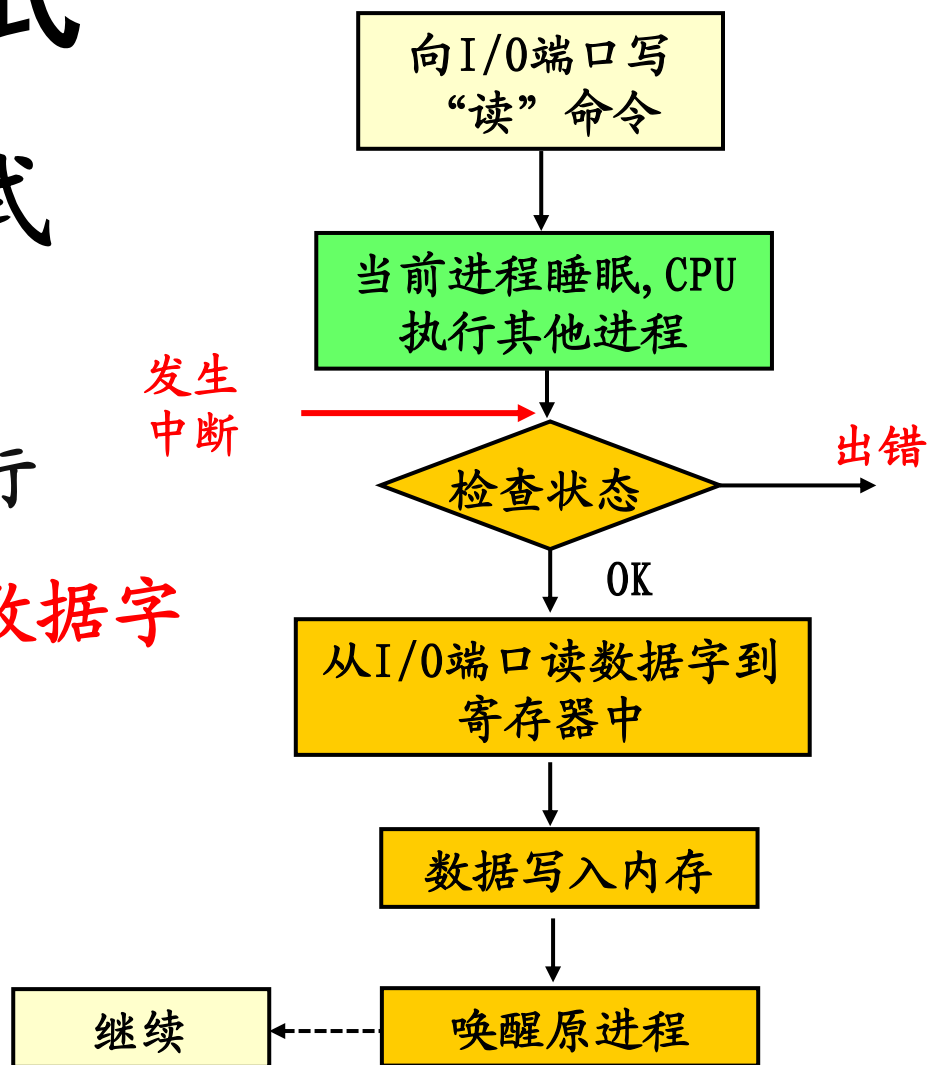 式
式
向I/O端口写
“读”命令
当前进程睡眠,CPU
执行其他进程
发生
中断
行
检查状态
出错
OK
数据字
从I/O端口读数据字到
寄存器中
数据写入内存
继续
唤醒原进程